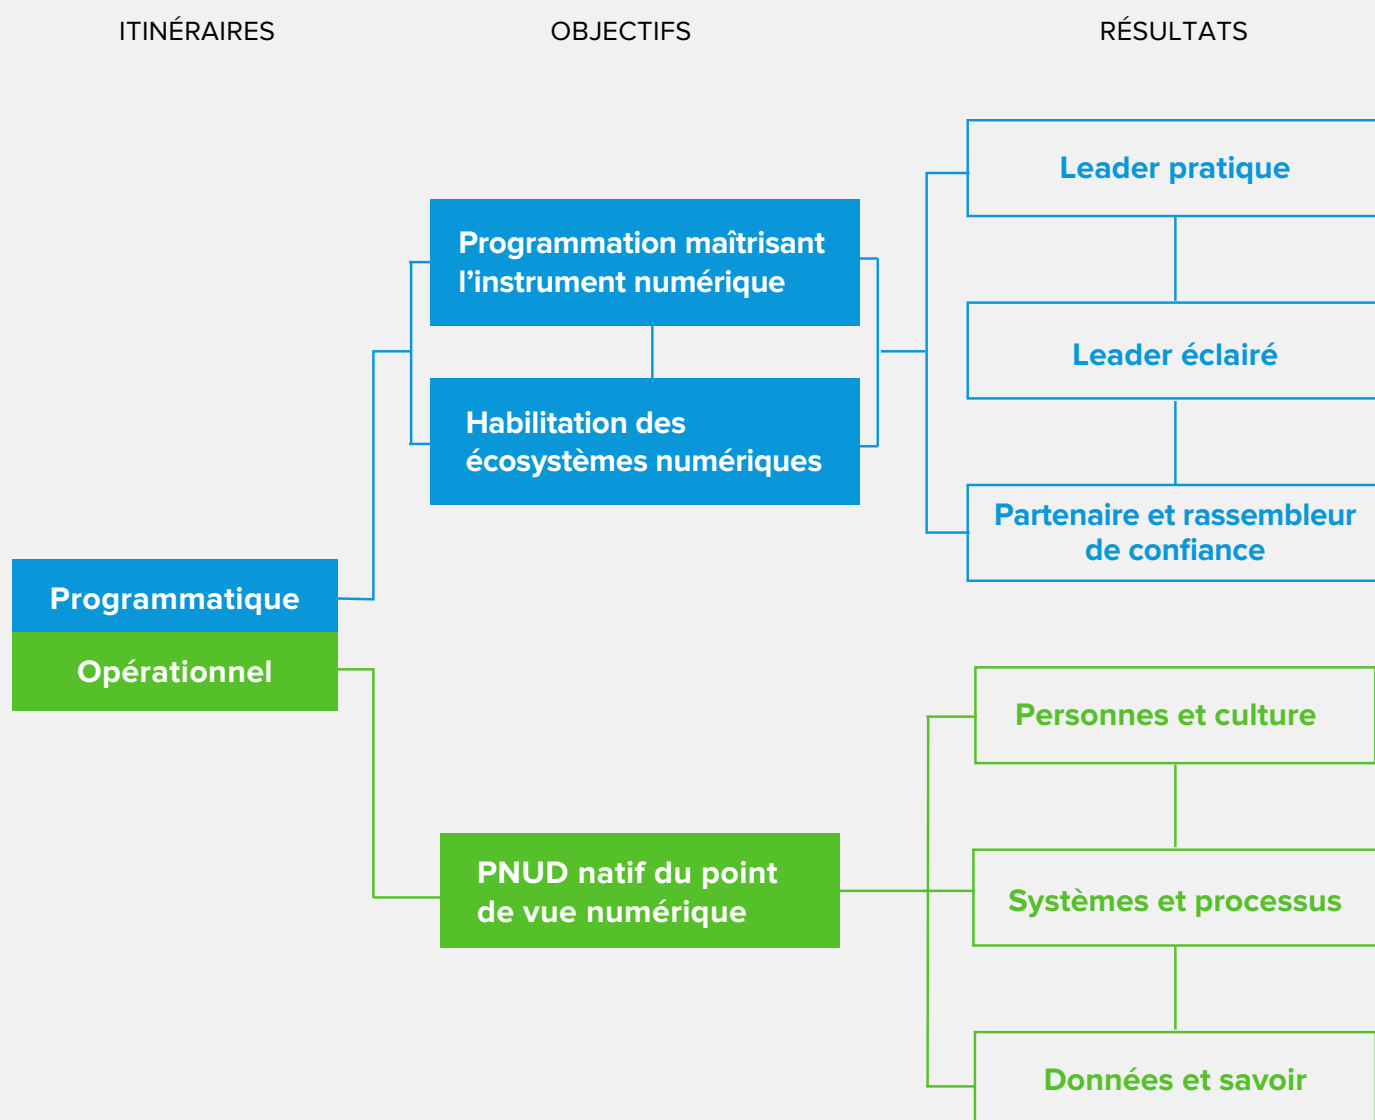 ITINÉRAIRES
OBJECTIFS
RÉSULTATS
Leader pratique
Programmation maîtrisant
l’instrument numérique
Leader éclairé
Habilitation des
écosystèmes numériques
Partenaire et rassembleur
de confiance
Programmatique
Opérationnel
Personnes et culture
PNUD natif du point
de vue numérique
Systèmes et processus
Données et savoir